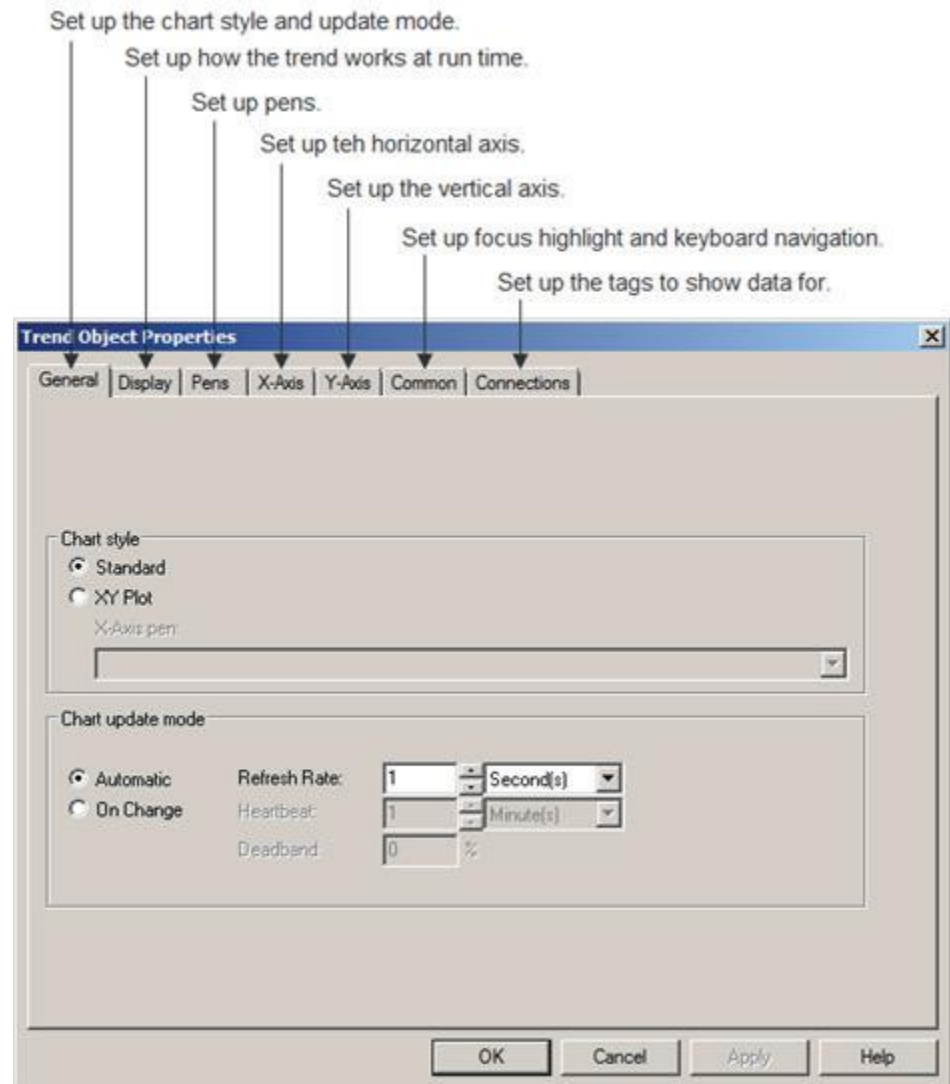 Set up the chart style and update mode.
Set up how the trend works at run time.
Set up pens.
Set up teh horizontal axis.
Set up the vertical axis.
Set up focus highlight and keyboard navigation.
Set up the tags to show data for.
Trend Object Properties
General Display Pens X-Axis Y-Axis Common Connections
Chart style
Standard
XY Plot
X-Axis pen:
Chart update mode
Automatic Refresh Rate: 1 Second(s)
On Change Heartbeat: 1 Minute(s)
Deadband 0 %
OK Cancel Apply Help